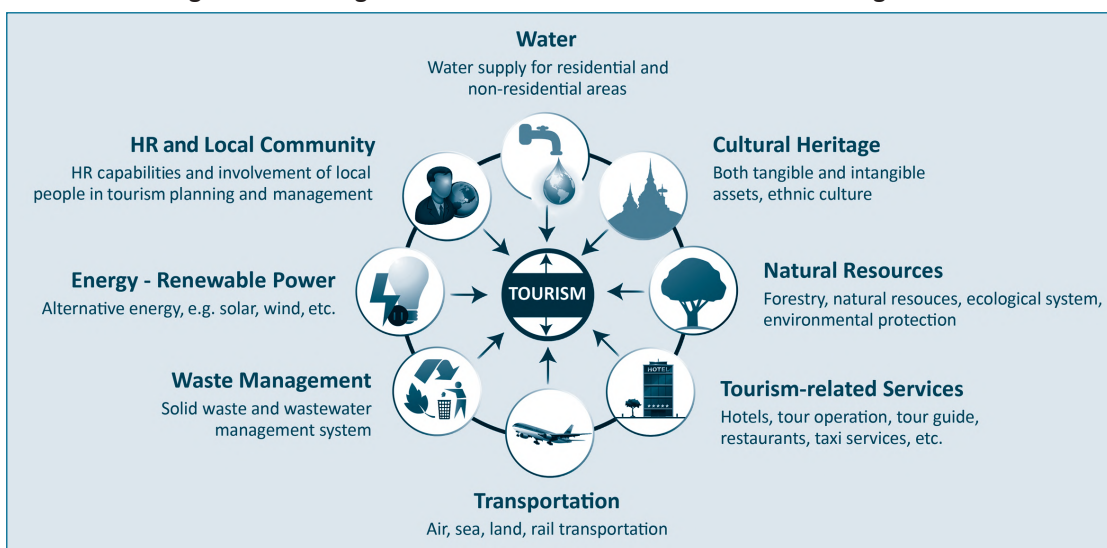 Water
Water supply for residential and
non-residential areas
HR and Local Community
HR capabilities and involvement of local
people in tourism planning and management
Cultural Heritage
Both tangible and intangible
assets, ethnic culture
Energy - Renewable Power
Alternative energy, e.g. solar, wind, etc.
TOURISM
Natural Resources
Forestry, natural resouces, ecological system,
environmental protection
Waste Management
Solid waste and wastewater
management system
HOTEL
Tourism-related Services
Hotels, tour operation, tour guide,
restaurants, taxi services, etc.
Transportation
Air, sea, land, rail transportation